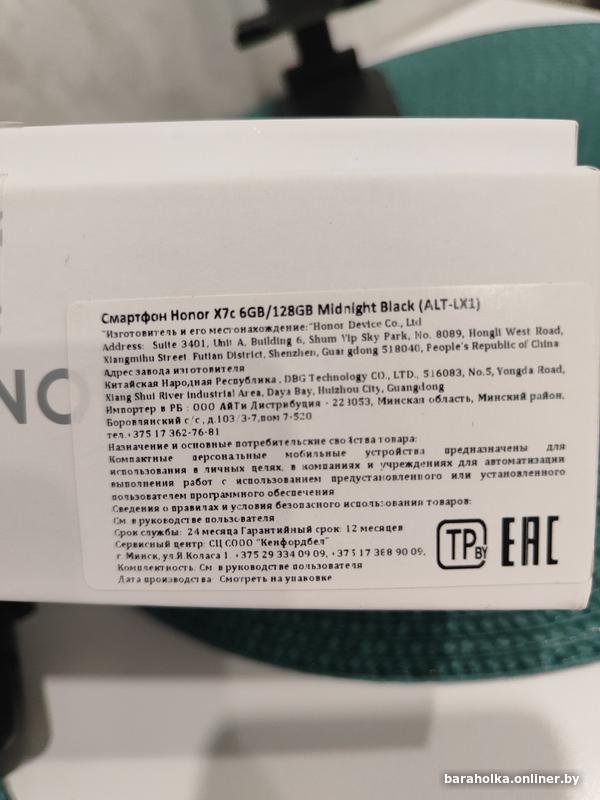 NO
Смартфон Honor X7c 6GB/128GB Midnight Black (ALT-LX1)
"Изготовитель и его местонахождение:"Honor Device Co., Ltd
Address: Suite 3401, Unit A, Building 6, Shum Yip Sky Park, No. 8089, Hongli West Road,
Xiangmihu Street, Futian District, Shenzhen, Guangdong 518040, People's Republic of China
Адрес завода изготовителя
Китайская Народная Республика, DBG Technology CO., LTD., 516083, No.5, Yongda Road,
Xiang Shui River Industrial Area, Daya Bay, Huizhou City, Guangdong
Импортер в РБ : ООО АйТи Дистрибуция - 223053, Минская область, Минский район,
Боровлянский с/с, д.103/3-7,пом 7-520
тел.+375 17 362-76-81
Назначение и основные потребительские свойства товара:
Компактные персональные мобильные устройства предназначены для
использования в личных целях, в компаниях и учреждениях для автоматизации
выполнения работ с использованием предустановленного или установленного
пользователем программного обеспечения
Сведения о правилах и условия безопасного использования товаров:
См. в руководстве пользователя
Срок службы: 24 месяца Гарантийный срок: 12 месяцев
Сервисный центр: СЦ СООО "Кенфордбел"
г. Минск, ул.Я.Коласа 1, +375 29 334 09 09, +375 17 388 90 09,
Комплектность: См. в руководстве пользователя
Дата производства: Смотреть на упаковке
TP BY
EAC
baraholka.onliner.by